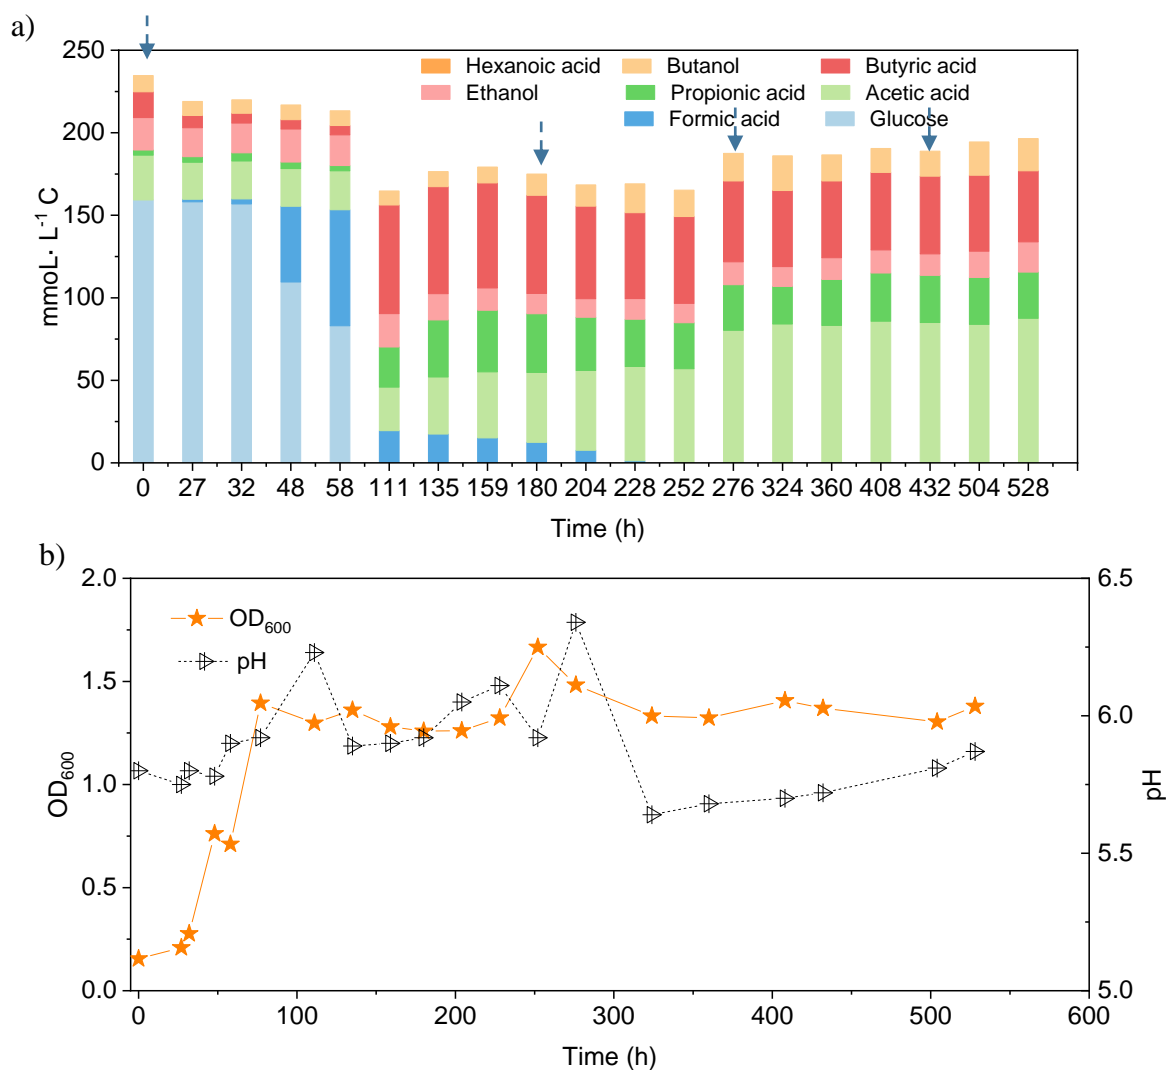 a)
250
200
150
100
50
0
mmoL· L⁻¹ C
Hexanoic acid Butanol Butyric acid
Ethanol Propionic acid Acetic acid
Formic acid Glucose
0 27 32 48 58 111 135 159 180 204 228 252 276 324 360 408 432 504 528
Time (h)
b)
2.0
1.5
1.0
0.5
0.0
OD₆₀₀
OD₆₀₀
pH
6.5
6.0
5.5
5.0
pH
0 100 200 300 400 500 600
Time (h)